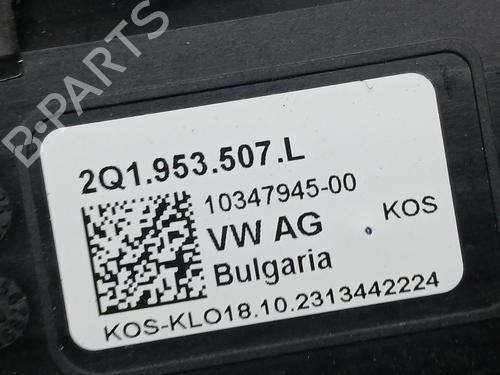 B-PARTS
2Q1.953.507.L
10347945-00
VW AG
KOS
Bulgaria
KOS-KLO18.10.2313442224